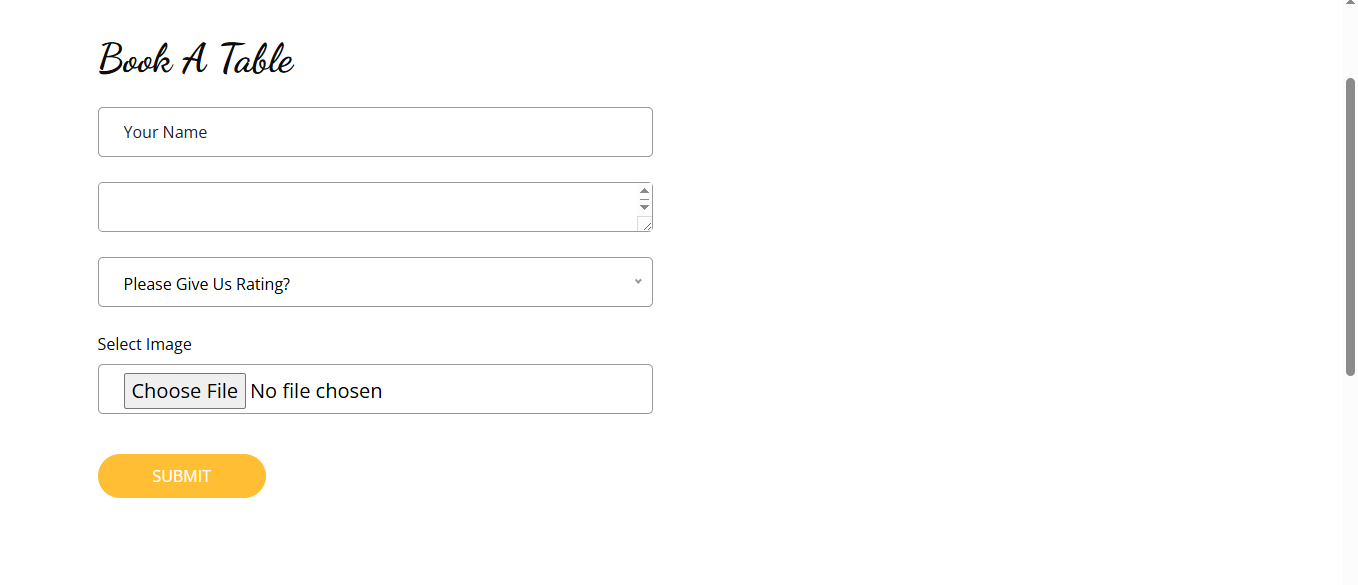 Book A Table
Your Name
Please Give Us Rating?
Select Image
Choose File No file chosen
SUBMIT